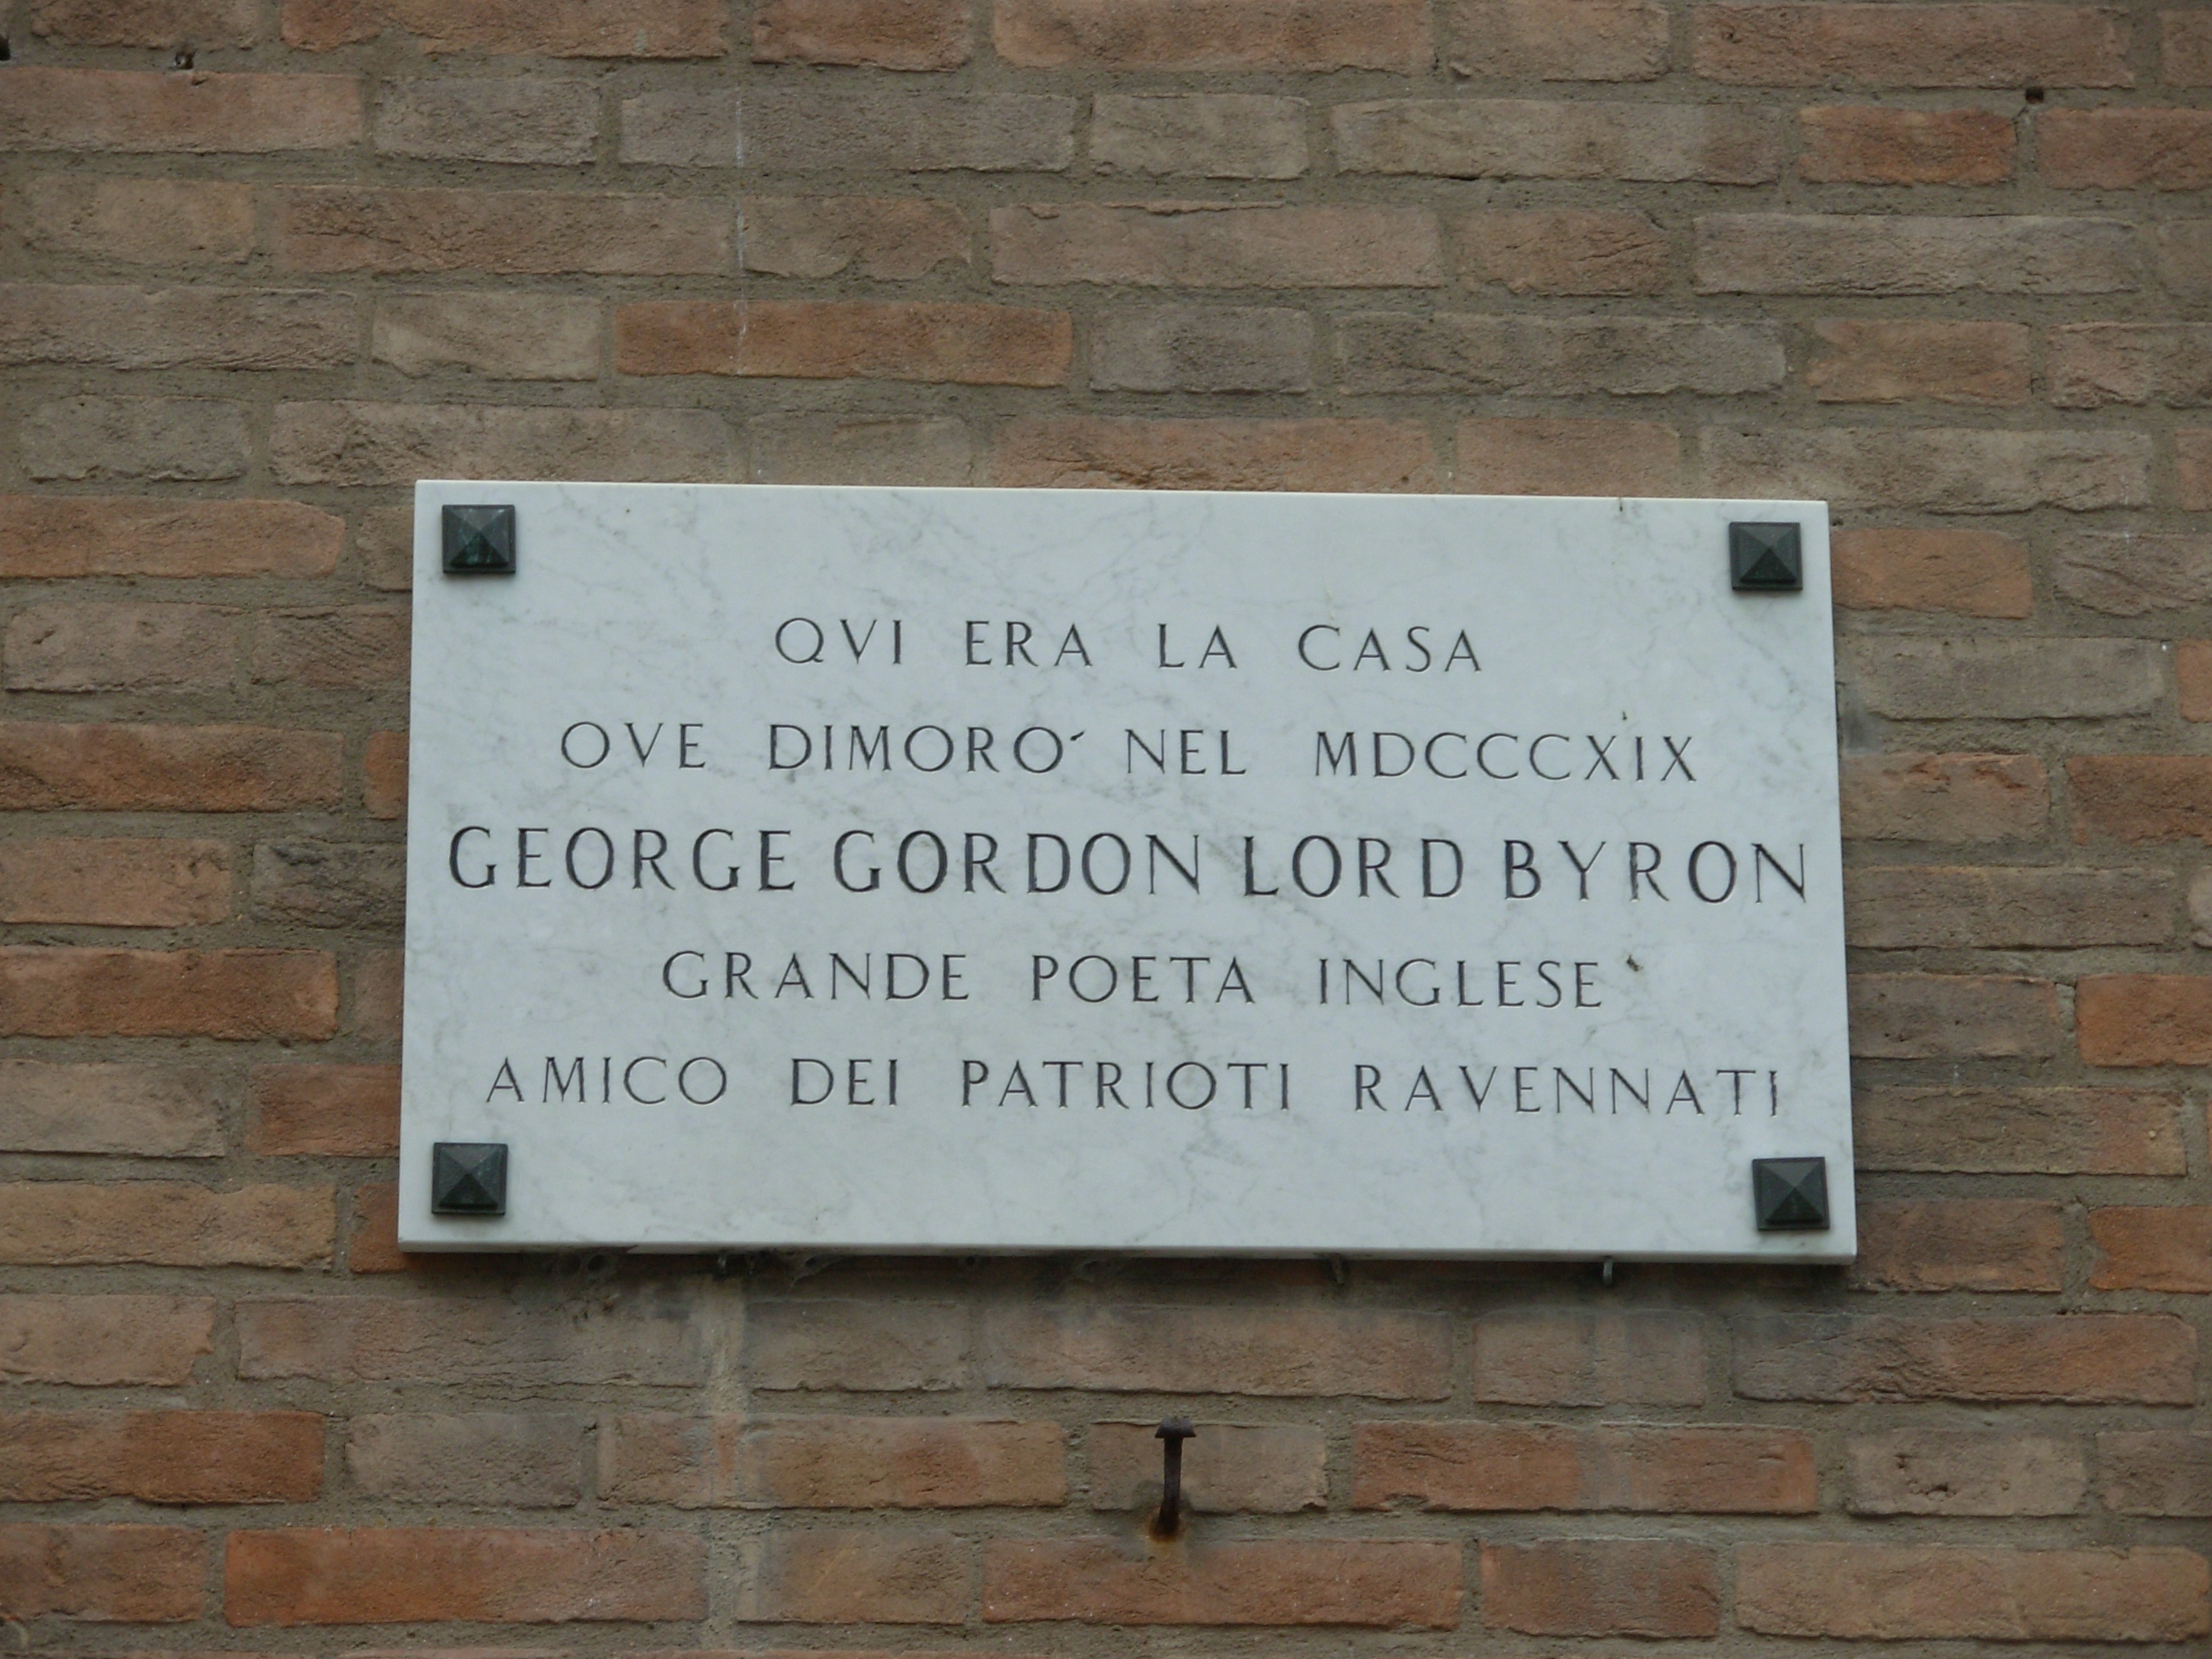 QVI ERA LA CASA
OVE DIMORO´ NEL MDCCCXIX
GEORGE GORDON LORD BYRON
GRANDE POETA INGLESE
AMICO DEI PATRIOTI RAVENNATI